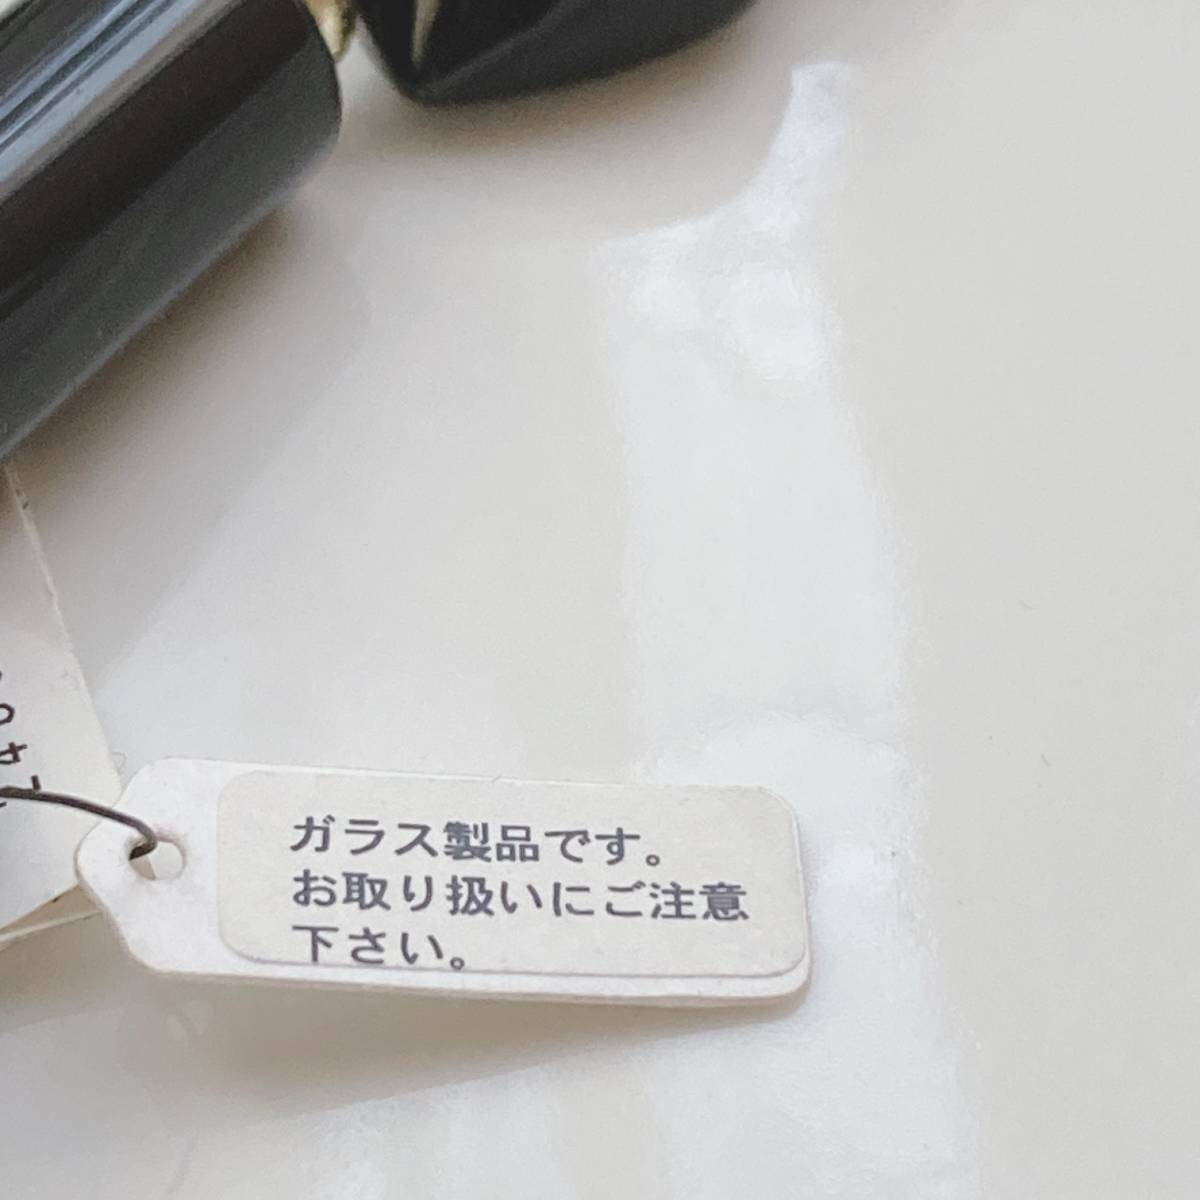 ガラス製品です。
お取り扱いにご注意
下さい。